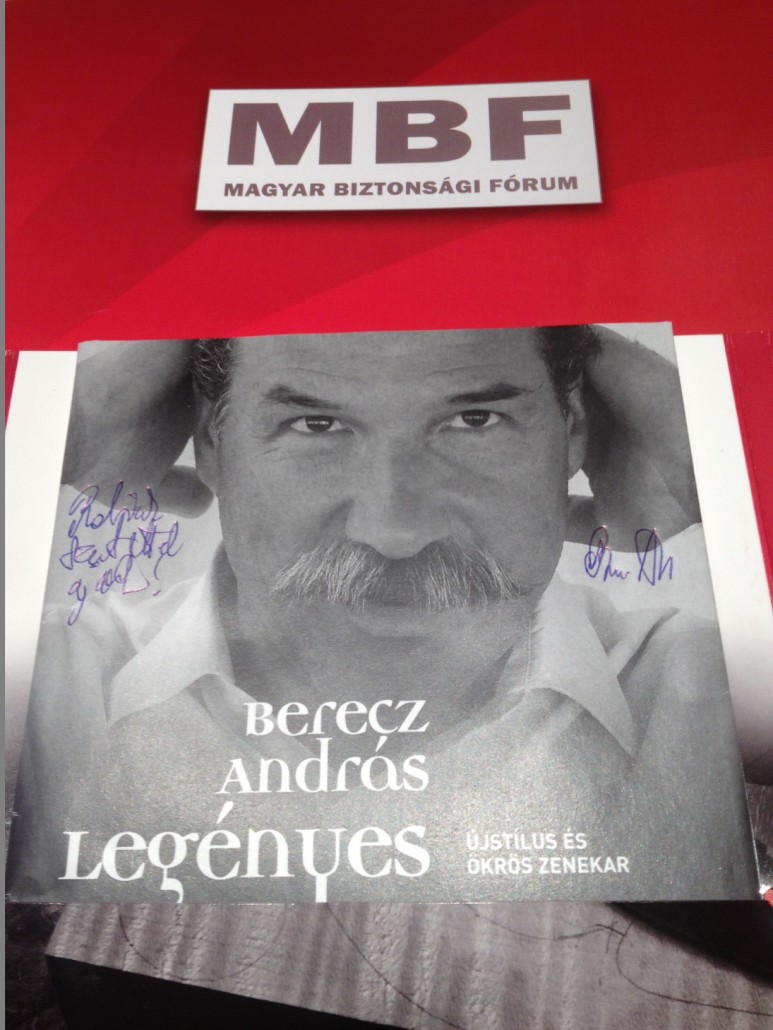 MBF
MAGYAR BIZTONSÁGI FÓRUM
Berecz
András
Legényes
ÚJSTÍLUS ÉS
ÖKRÖS ZENEKAR